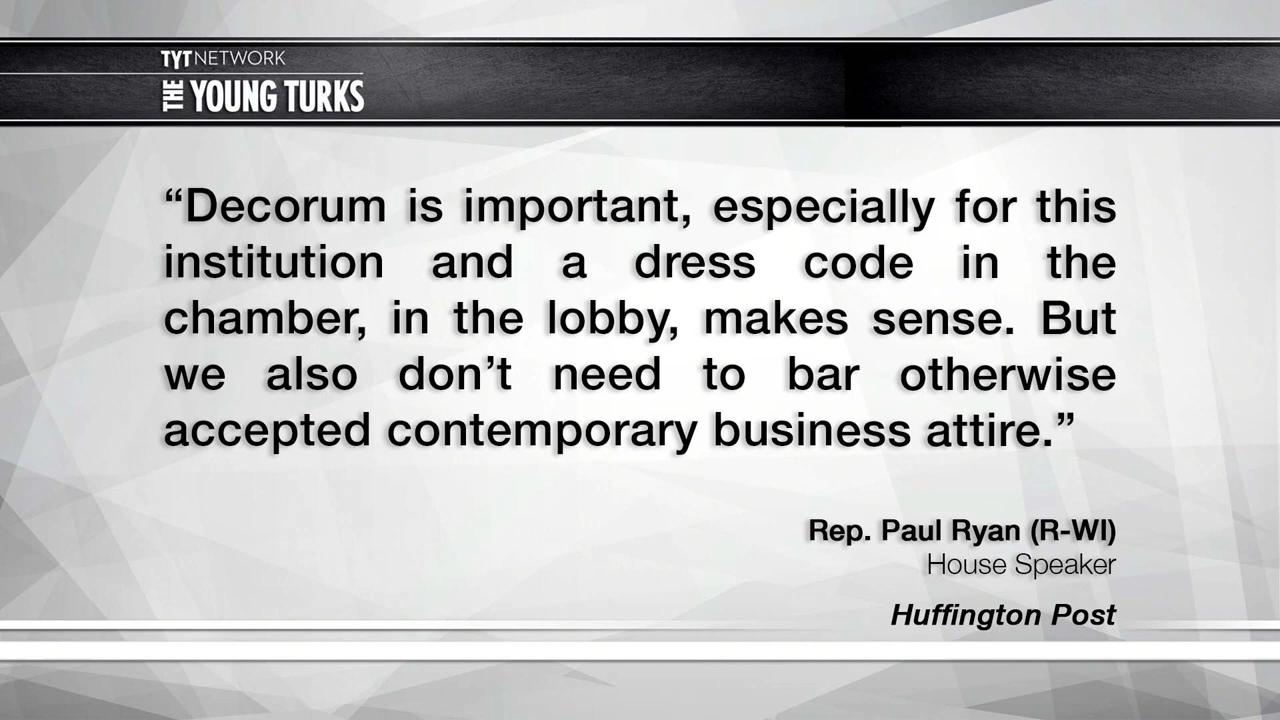 TYT NETWORK
THE YOUNG TURKS
“Decorum is important, especially for this
institution and a dress code in the
chamber, in the lobby, makes sense. But
we also don’t need to bar otherwise
accepted contemporary business attire.”
Rep. Paul Ryan (R-WI)
House Speaker
Huffington Post